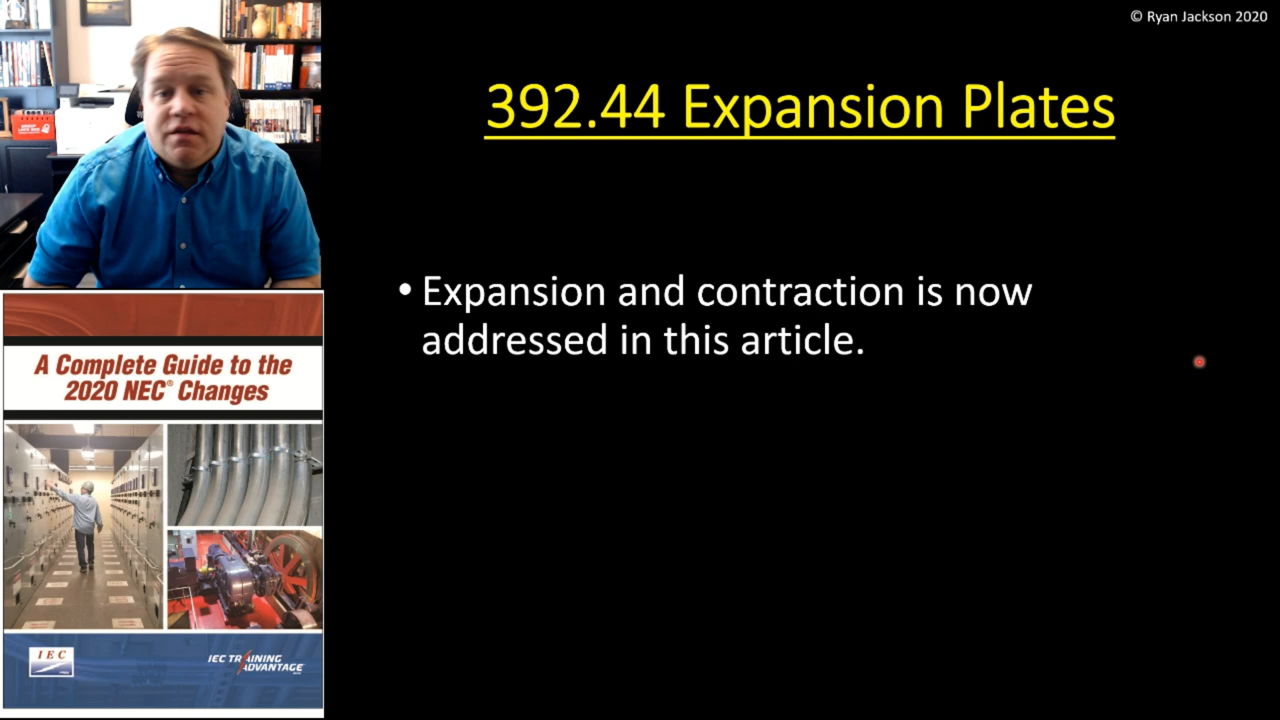 © Ryan Jackson 2020
392.44 Expansion Plates
• Expansion and contraction is now
addressed in this article.
A Complete Guide to the
2020 NEC® Changes
IEC
IEC TRAINING
ADVANTAGE